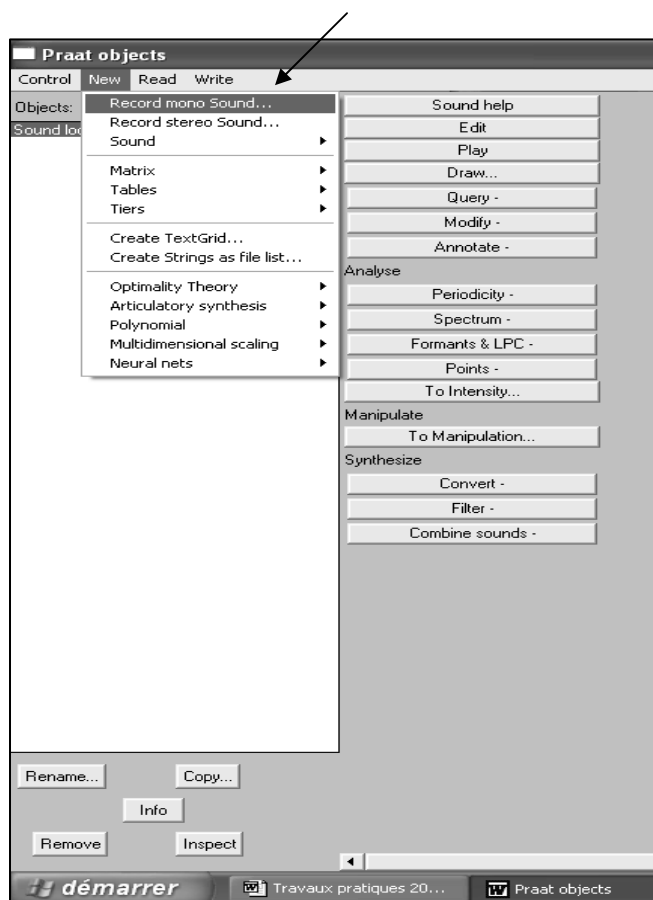 Praat objects
Control New Read Write
Objects:
Sound loo
Record mono Sound...
Record stereo Sound...
Sound
Matrix
Tables
Tiers
Create TextGrid...
Create Strings as file list...
Optimality Theory
Articulatory synthesis
Polynomial
Multidimensional scaling
Neural nets
Sound help
Edit
Play
Draw...
Query -
Modify -
Annotate -
Analyse
Periodicity -
Spectrum -
Formants & LPC -
Points -
To Intensity...
Manipulate
To Manipulation...
Synthesize
Convert -
Filter -
Combine sounds -
Rename... Copy...
Info
Remove Inspect
démarrer Travaux pratiques 20... Praat objects